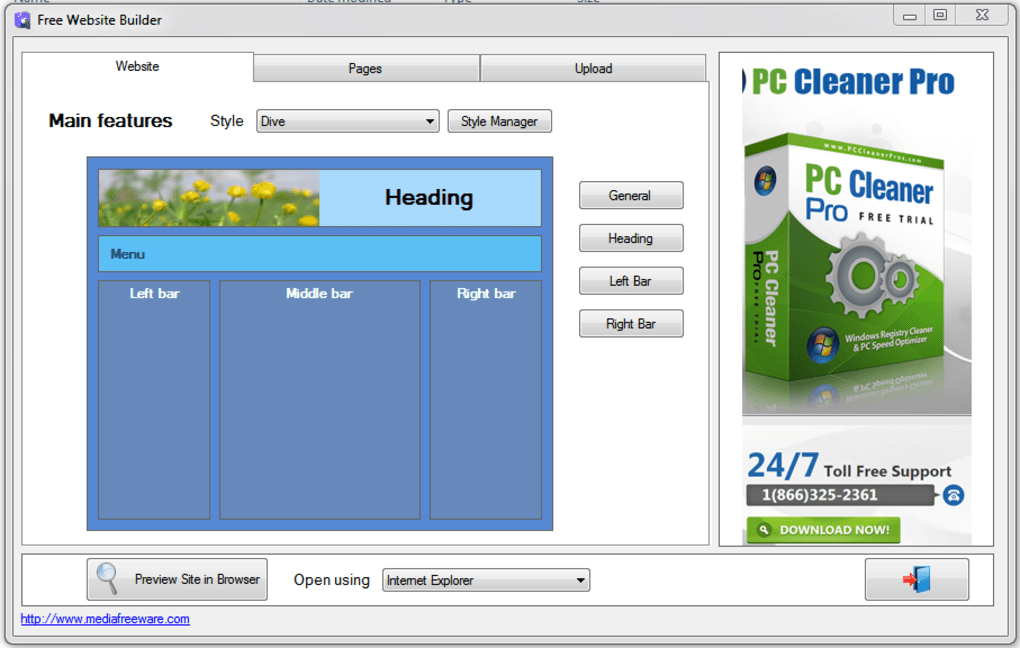 Free Website Builder
Website
Pages
Upload
Main features
Style
Dive
Style Manager
Heading
Menu
Left bar
Middle bar
Right bar
General
Heading
Left Bar
Right Bar
PC Cleaner Pro
www.PCCleanerPros.com
PC Cleaner
Pro FREE TRIAL
PC Cleaner
Pro FREE TRIAL
Windows Registry Cleaner
& PC Speed Optimizer
24/7 Toll Free Support
1(866)325-2361
DOWNLOAD NOW!
Preview Site in Browser
Open using
Internet Explorer
http://www.mediafreeware.com